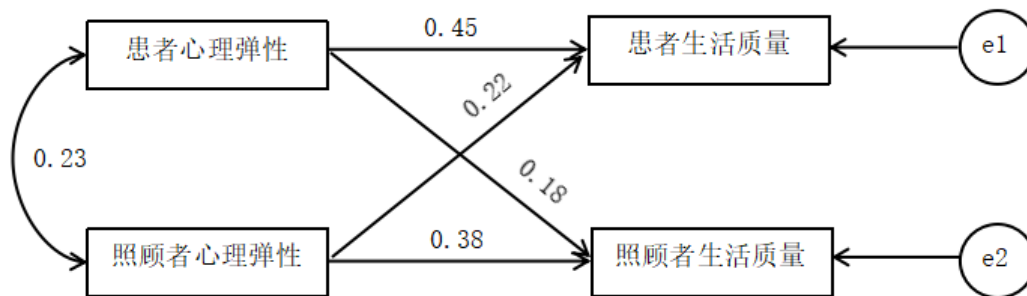 患者心理弹性
0.45
患者生活质量
e1
0.22
0.23
0.18
照顾者心理弹性
0.38
照顾者生活质量
e2